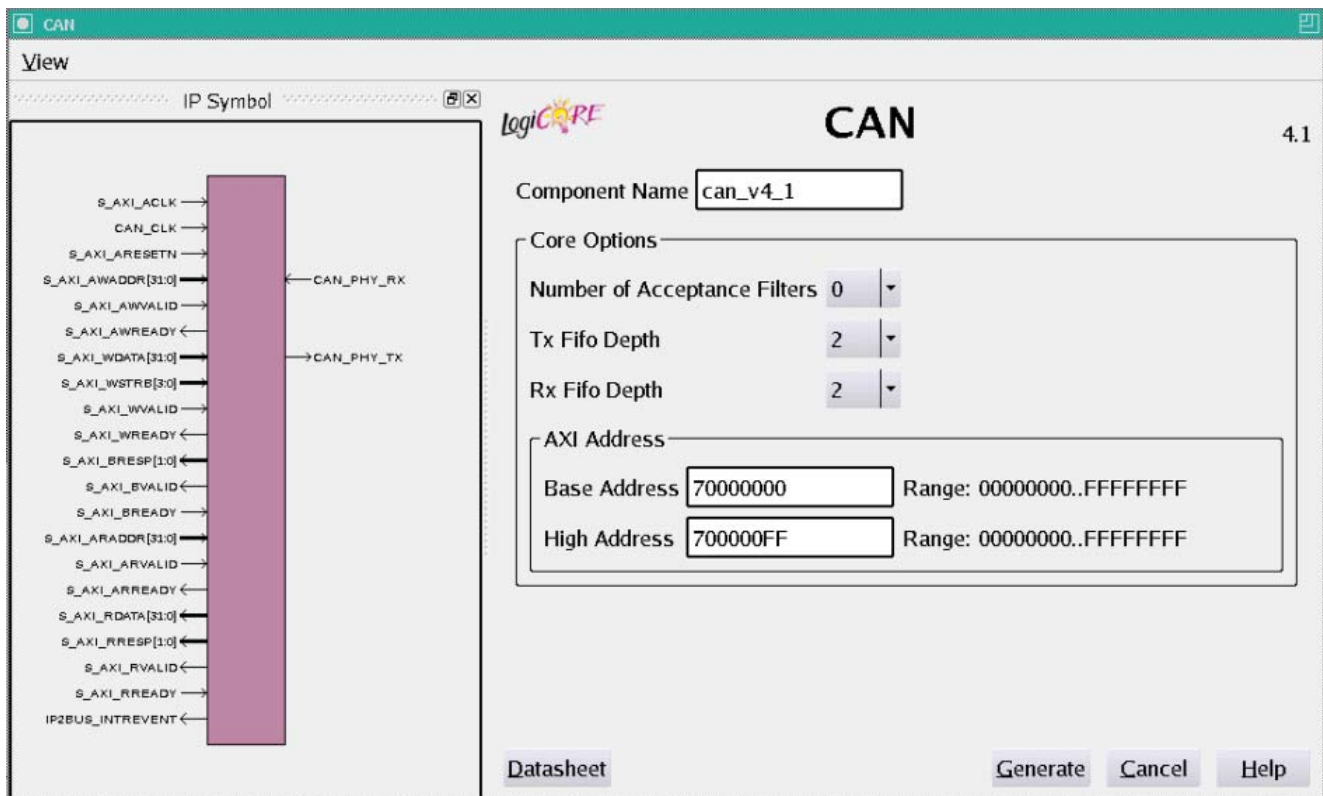 CAN
View
IP Symbol
S_AXI_ACLK
CAN_CLK
S_AXI_ARESETN
S_AXI_AWADDR[31:0]
S_AXI_AWVALID
S_AXI_AWREADY
S_AXI_WDATA[31:0]
S_AXI_WSTRB[3:0]
S_AXI_WVALID
S_AXI_WREADY
S_AXI_BRESP[1:0]
S_AXI_BVALID
S_AXI_BREADY
S_AXI_ARADDR[31:0]
S_AXI_ARVALID
S_AXI_ARREADY
S_AXI_RDATA[31:0]
S_AXI_RRESP[1:0]
S_AXI_RVALID
S_AXI_RREADY
IP2BUS_INTREVENT
CAN_PHY_RX
CAN_PHY_TX
LogiCORE
CAN
4.1
Component Name can_v4_1
Core Options
Number of Acceptance Filters 0
Tx Fifo Depth 2
Rx Fifo Depth 2
AXI Address
Base Address 70000000 Range: 00000000..FFFFFFFF
High Address 700000FF Range: 00000000..FFFFFFFF
Datasheet Generate Cancel Help